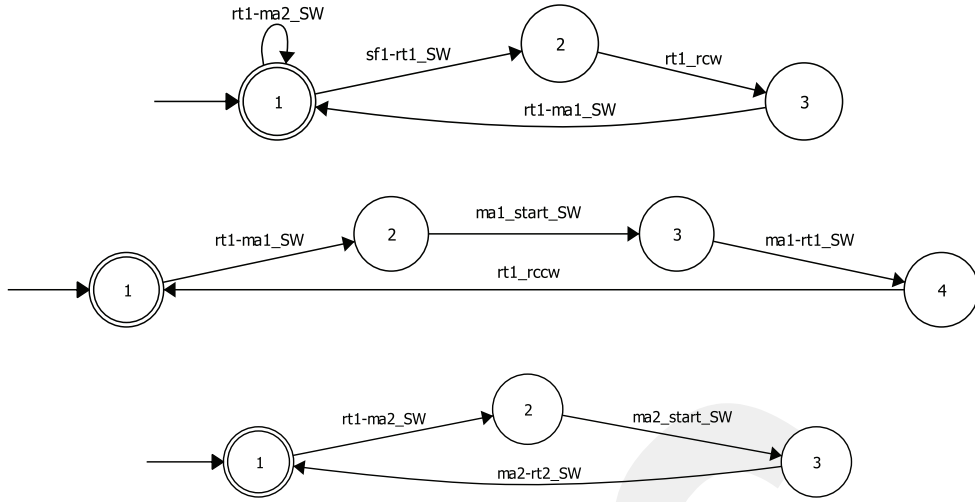 rt1-ma2_SW
sf1-rt1_SW
2
rt1_rcw
1
rt1-ma1_SW
3
rt1-ma1_SW
2
ma1_start_SW
3
ma1-rt1_SW
1
rt1_rccw
4
rt1-ma2_SW
2
ma2_start_SW
1
ma2-rt2_SW
3